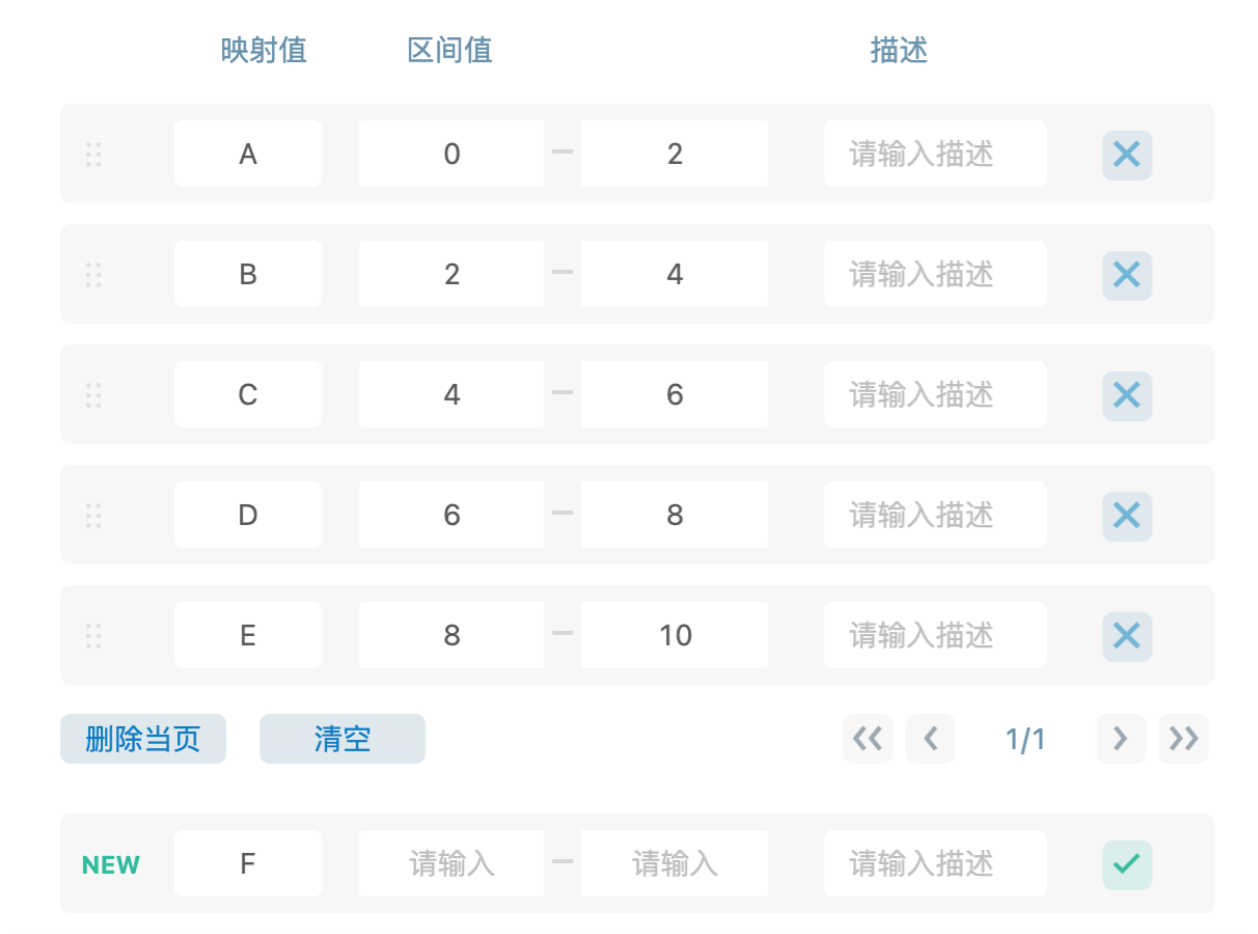 映射值 区间值 描述
A 0 — 2 请输入描述
B 2 — 4 请输入描述
C 4 — 6 请输入描述
D 6 — 8 请输入描述
E 8 — 10 请输入描述
删除当页 清空 1/1
NEW F 请输入 — 请输入 请输入描述